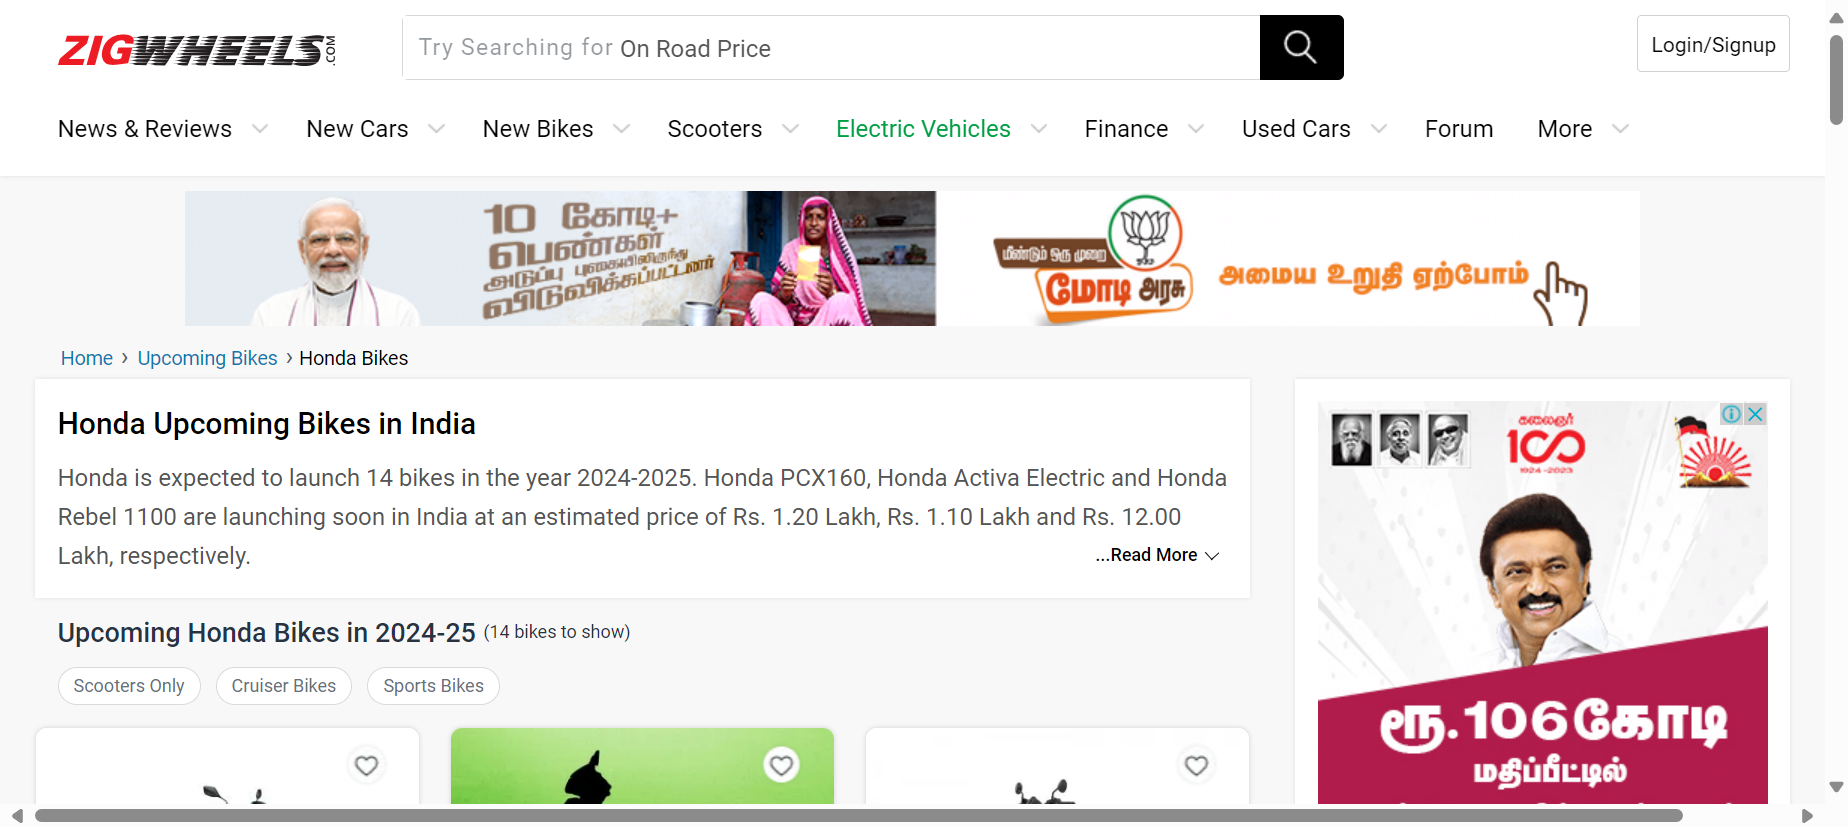 ZIGWHEELS.COM
Try Searching for On Road Price
Login/Signup
News & Reviews
New Cars
New Bikes
Scooters
Electric Vehicles
Finance
Used Cars
Forum
More
10 கோடி+
பெண்கள்
அடுப்பு புகையிலிருந்து
விடுவிக்கப்பட்டனர்
மீண்டும் ஒரு முறை
மோடி அரசு
அமைய உறுதி ஏற்போம்
Home › Upcoming Bikes › Honda Bikes
Honda Upcoming Bikes in India
Honda is expected to launch 14 bikes in the year 2024-2025. Honda PCX160, Honda Activa Electric and Honda
Rebel 1100 are launching soon in India at an estimated price of Rs. 1.20 Lakh, Rs. 1.10 Lakh and Rs. 12.00
Lakh, respectively.
...Read More
Upcoming Honda Bikes in 2024-25 (14 bikes to show)
Scooters Only
Cruiser Bikes
Sports Bikes
கலைஞர்
100
1924-2023
ரூ.106 கோடி
மதிப்பீட்டில்